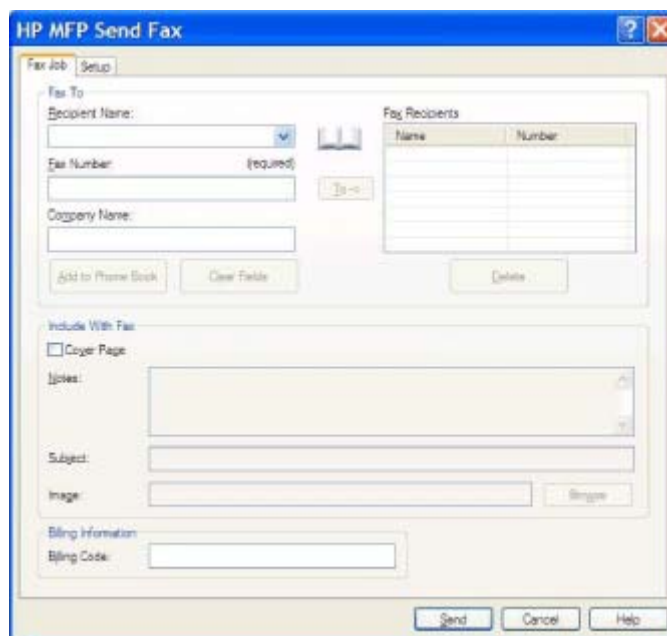 HP MFP Send Fax
Fax Job Setup
Fax To
Recipient Name:
Fax Recipients
Name Number
Fax Number: (required)
To ->
Company Name:
Add to Phone Book Clear Fields Delete
Include With Fax
Cover Page
Notes:
Subject:
Image: Browse
Billing Information
Billing Code:
Send Cancel Help